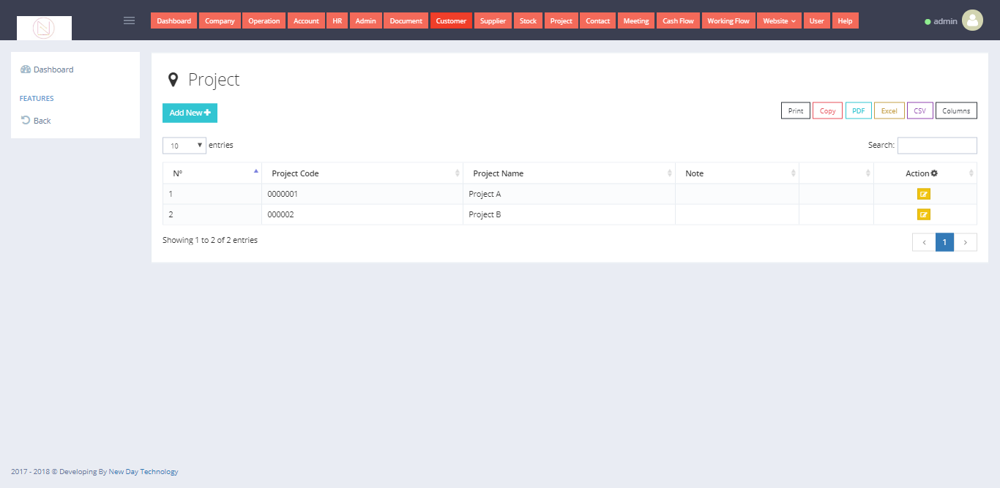 Dashboard Company Operation Account HR Admin Document Customer Supplier Stock Project Contact Meeting Cash Flow Working Flow Website User Help admin
Dashboard
FEATURES
Back
Project
Add New
Print Copy PDF Excel CSV Columns
10 entries Search:
N° Project Code Project Name Note Action
1 0000001 Project A
2 000002 Project B
Showing 1 to 2 of 2 entries
‹ 1 ›
2017 - 2018 © Developing By New Day Technology